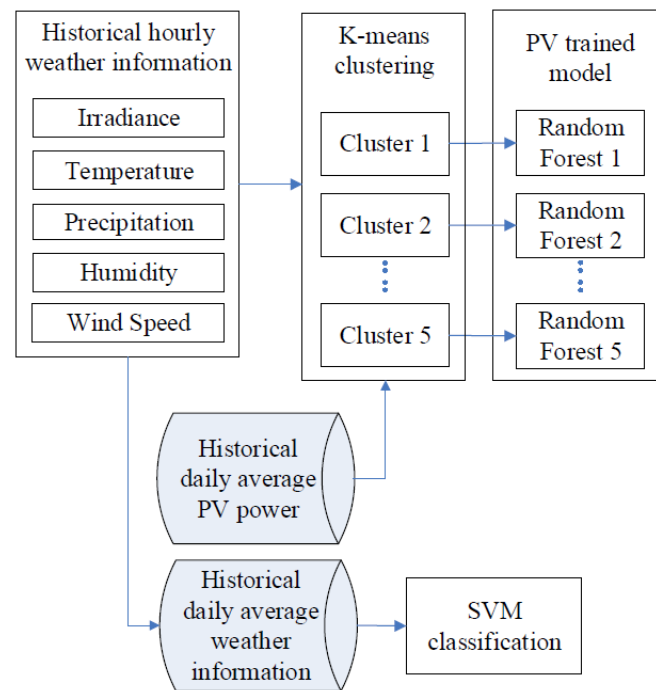 Historical hourly
weather information
Irradiance
Temperature
Precipitation
Humidity
Wind Speed
K-means
clustering
Cluster 1
Cluster 2
Cluster 5
PV trained
model
Random
Forest 1
Random
Forest 2
Random
Forest 5
Historical
daily average
PV power
Historical
daily average
weather
information
SVM
classification